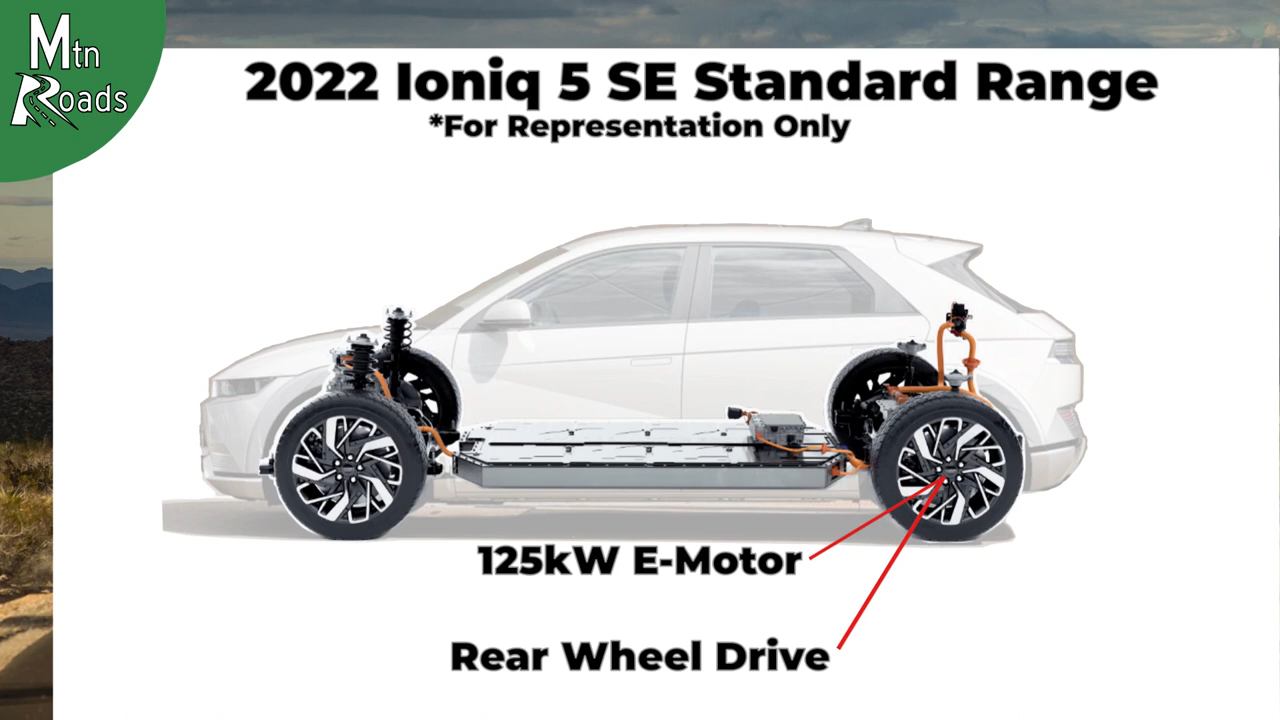 Mtn
Roads
2022 Ioniq 5 SE Standard Range
*For Representation Only
125kW E-Motor
Rear Wheel Drive